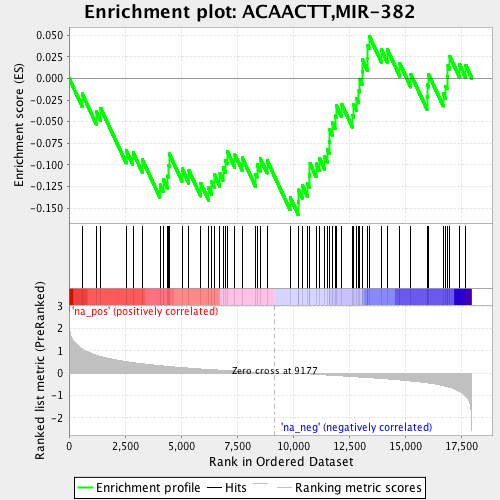 Enrichment plot: ACAACTT,MIR-382
Enrichment score (ES)
0.050
0.025
0.000
-0.025
-0.050
-0.075
-0.100
-0.125
-0.150
'na_pos' (positively correlated)
Ranked list metric (PreRanked)
3
2
1
0
-1
-2
Zero cross at 9177
'na_neg' (negatively correlated)
0
2,500
5,000
7,500
10,000
12,500
15,000
17,500
Rank in Ordered Dataset
Enrichment profile
Hits
Ranking metric scores